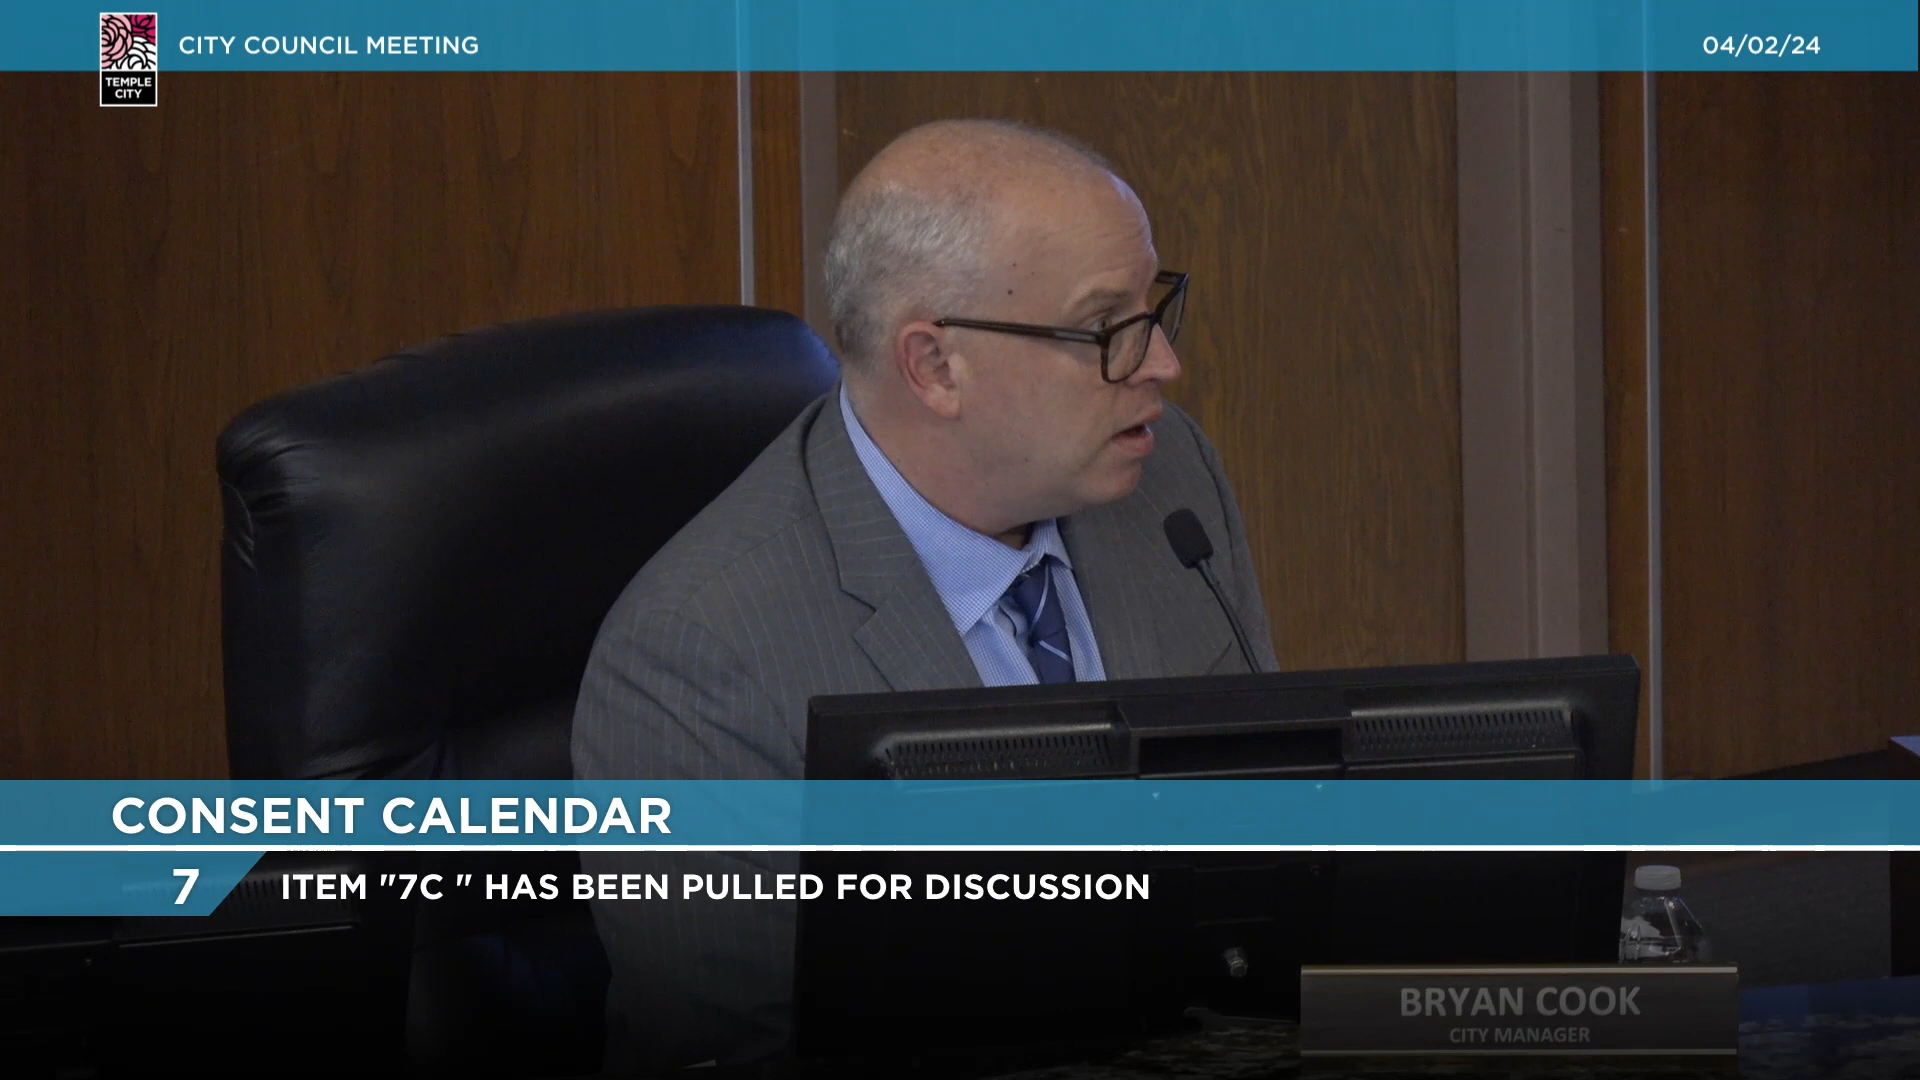 CITY COUNCIL MEETING
04/02/24
TEMPLE
CITY
CONSENT CALENDAR
7
ITEM "7C " HAS BEEN PULLED FOR DISCUSSION
BRYAN COOK
CITY MANAGER